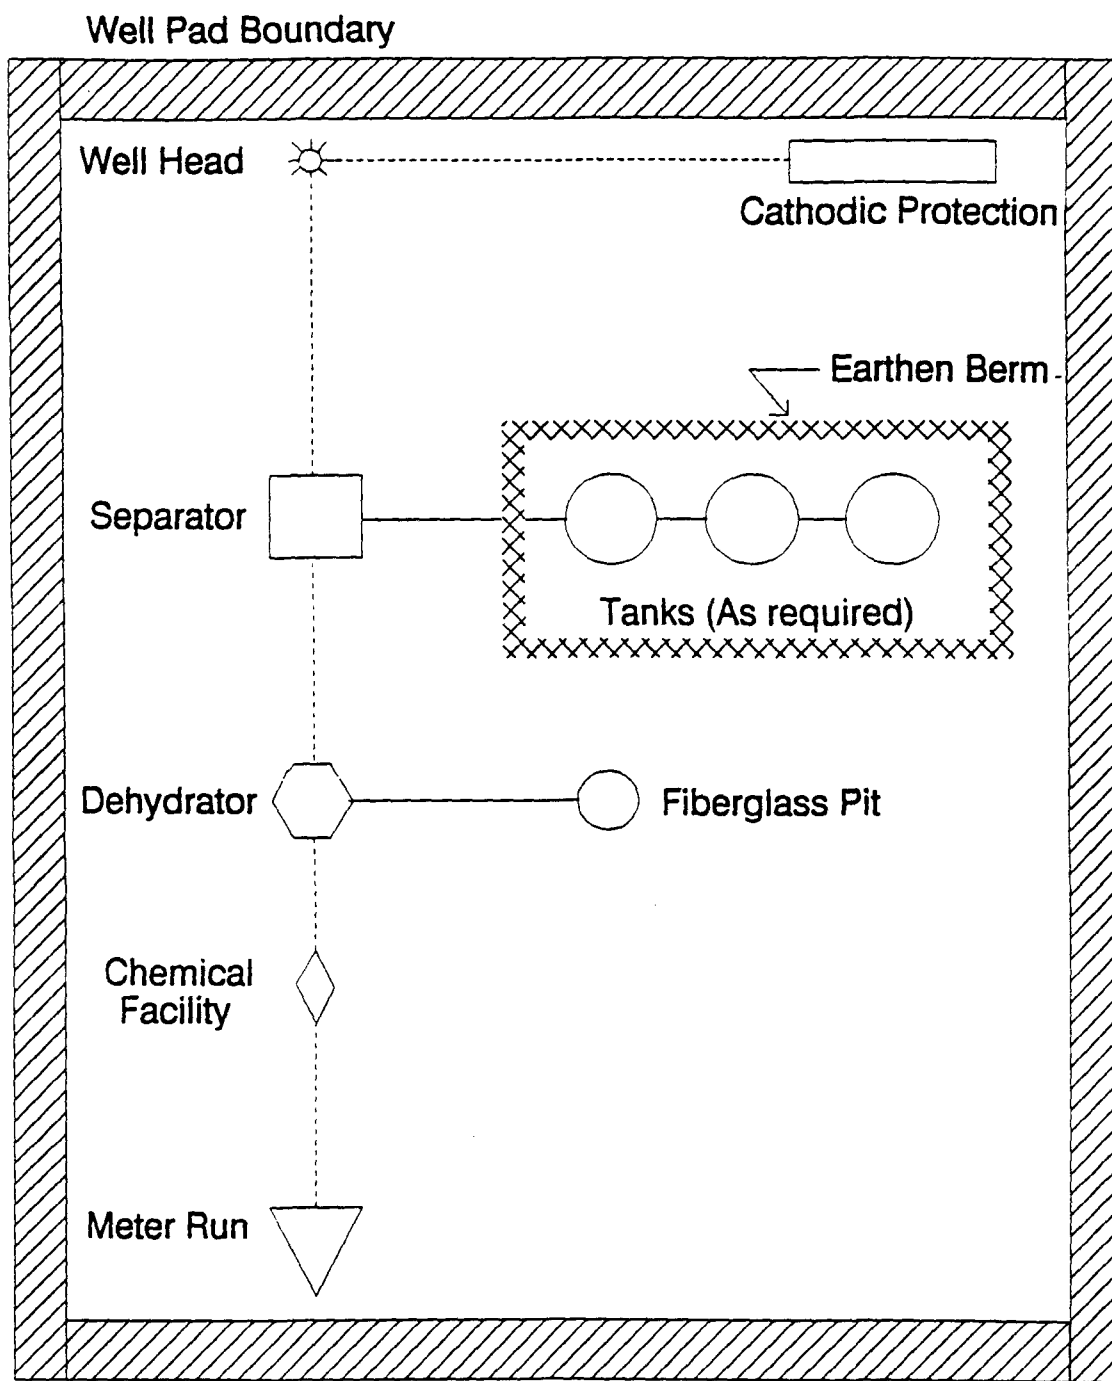 Well Pad Boundary
Well Head
Cathodic Protection
Earthen Berm
Separator
Tanks (As required)
Dehydrator
Fiberglass Pit
Chemical
Facility
Meter Run